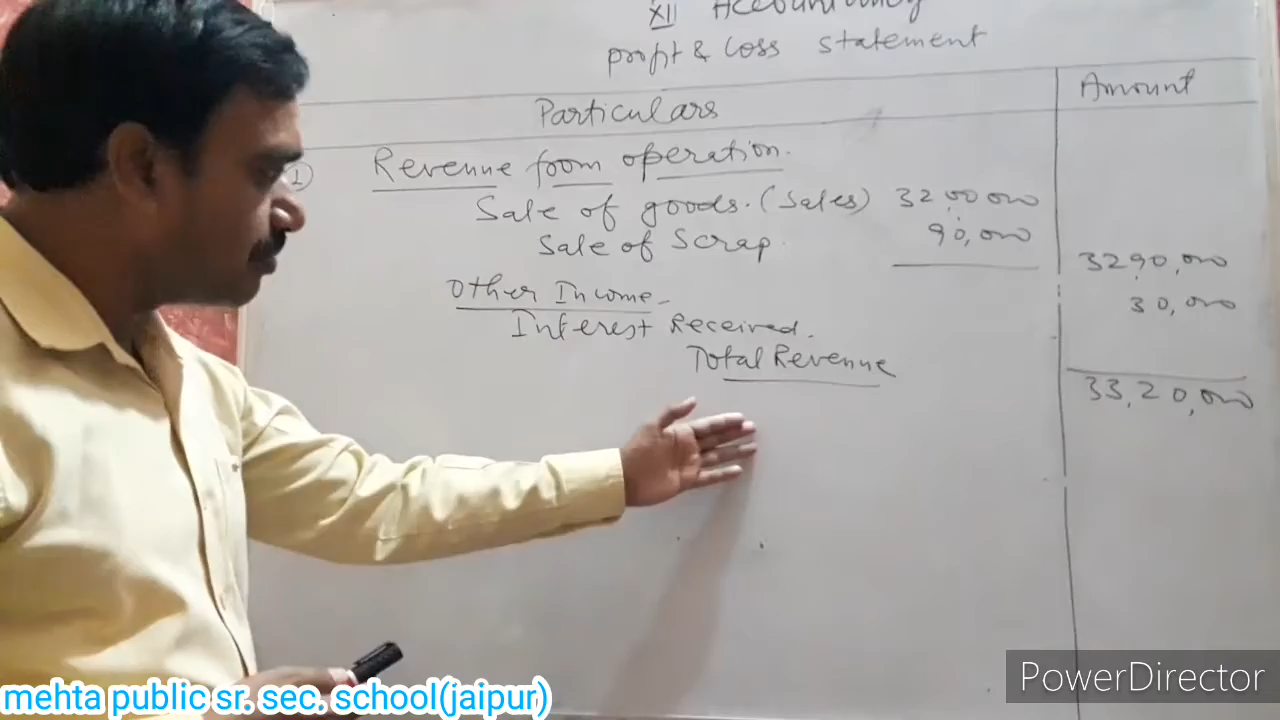 XII Accountancy
profit & Loss statement
Particulars Amount
1 Revenue from operation.
Sale of goods. (Sales) 32,00,000
Sale of Scrap. 90,000 3290,000
Other Income-
Interest Received. 30,000
Total Revenue 33,20,000
PowerDirector
mehta public sr. sec. school(jaipur)